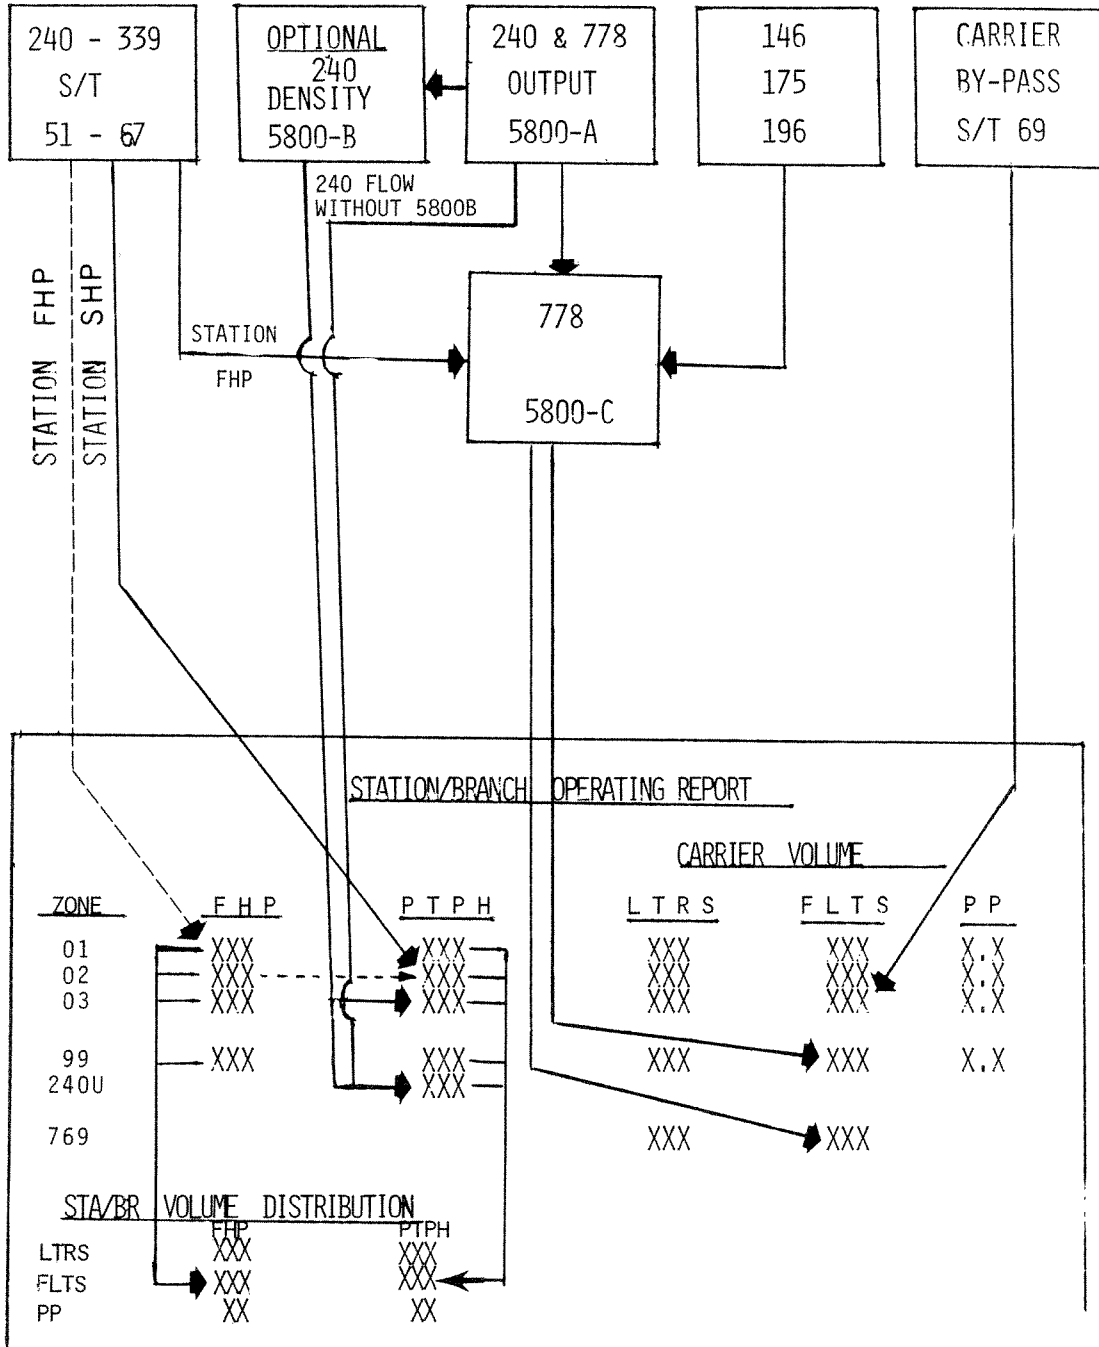 240 - 339
S/T
51 - 67
OPTIONAL
240
DENSITY
5800-B
240 & 778
OUTPUT
5800-A
146
175
196
CARRIER
BY-PASS
S/T 69
240 FLOW
WITHOUT 5800B
STATION FHP
STATION SHP
STATION
FHP
778
5800-C
STATION/BRANCH OPERATING REPORT
CARRIER VOLUME
ZONE FHP PTPH LTRS FLTS PP
01 XXX XXX XXX XXX X.X
02 XXX XXX XXX XXX X.X
03 XXX XXX XXX XXX X.X
99 XXX XXX XXX XXX X.X
240U XXX
769 XXX XXX
STA/BR VOLUME DISTRIBUTION
FHP PTPH
LTRS XXX XXX
FLTS XXX XXX
PP XX XX